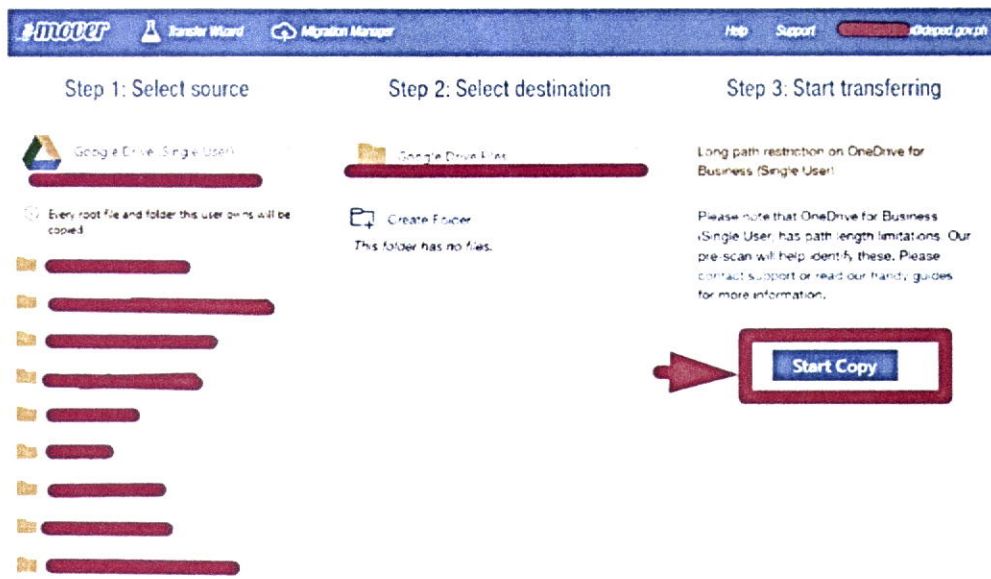 mover Transfer Wizard Migration Manager Help Support @deped.gov.ph
Step 1: Select source
Google Drive (Single User)
Every root file and folder this user owns will be
copied
Step 2: Select destination
Google Drive Files
Create Folder
This folder has no files.
Step 3: Start transferring
Long path restriction on OneDrive for
Business (Single User)
Please note that OneDrive for Business
(Single User) has path length limitations. Our
pre-scan will help identify these. Please
contact support or read our handy guides
for more information.
Start Copy